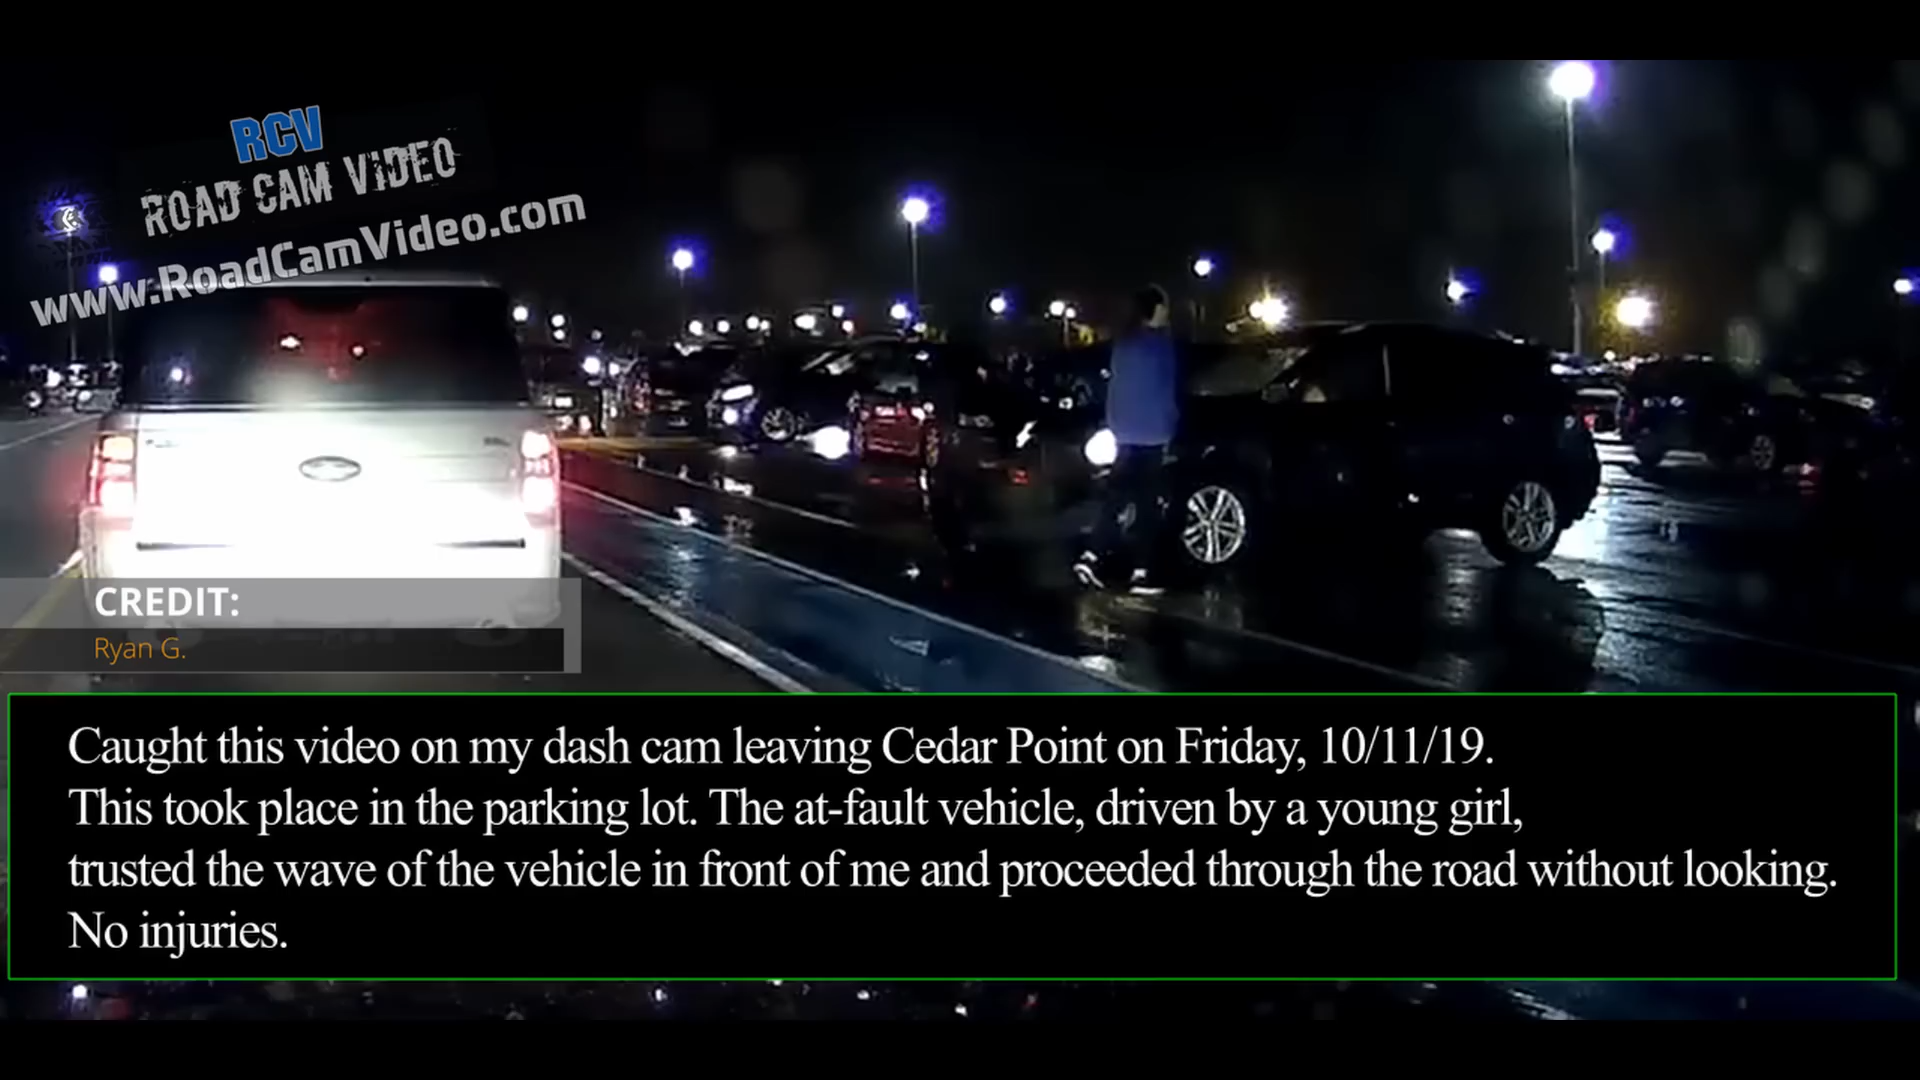 RCV
ROAD CAM VIDEO
www.RoadCamVideo.com
CREDIT:
Ryan G.
Caught this video on my dash cam leaving Cedar Point on Friday, 10/11/19.
This took place in the parking lot. The at-fault vehicle, driven by a young girl,
trusted the wave of the vehicle in front of me and proceeded through the road without looking.
No injuries.